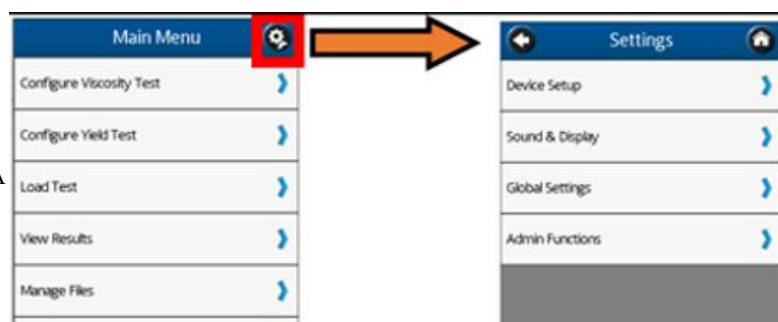 Main Menu
Configure Viscosity Test
Configure Yield Test
Load Test
View Results
Manage Files
Settings
Device Setup
Sound & Display
Global Settings
Admin Functions